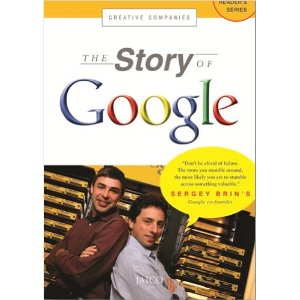 READER'S
SERIES
CREATIVE COMPANIES
THE Story OF
Google
"Don't be afraid of failure.
The more you mumble around,
the more likely you are to stumble
across something valuable."
SERGEY BRIN'S
Google co-founder
JAICO